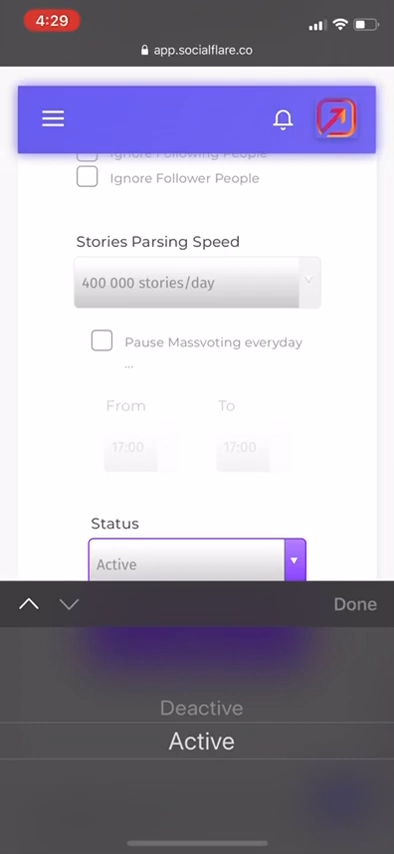 4:29
app.socialflare.co
Ignore Following People
Ignore Follower People
Stories Parsing Speed
400 000 stories/day
Pause Massvoting everyday
...
From To
17:00 17:00
Status
Active
Done
Deactive
Active